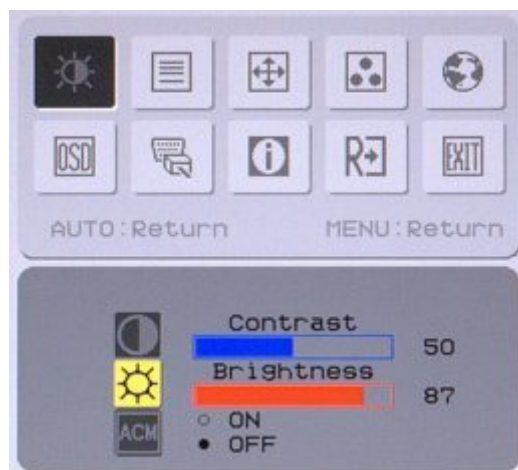 OSD
i
R
EXIT
AUTO:Return MENU:Return
Contrast
50
Brightness
87
ACM
ON
OFF